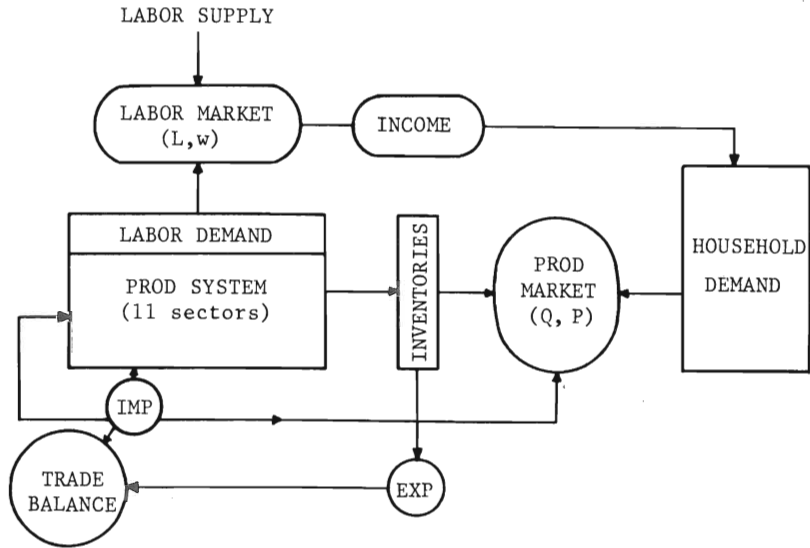 LABOR SUPPLY
LABOR MARKET
(L,w)
INCOME
LABOR DEMAND
PROD SYSTEM
(11 sectors)
INVENTORIES
PROD
MARKET
(Q, P)
HOUSEHOLD
DEMAND
IMP
TRADE
BALANCE
EXP